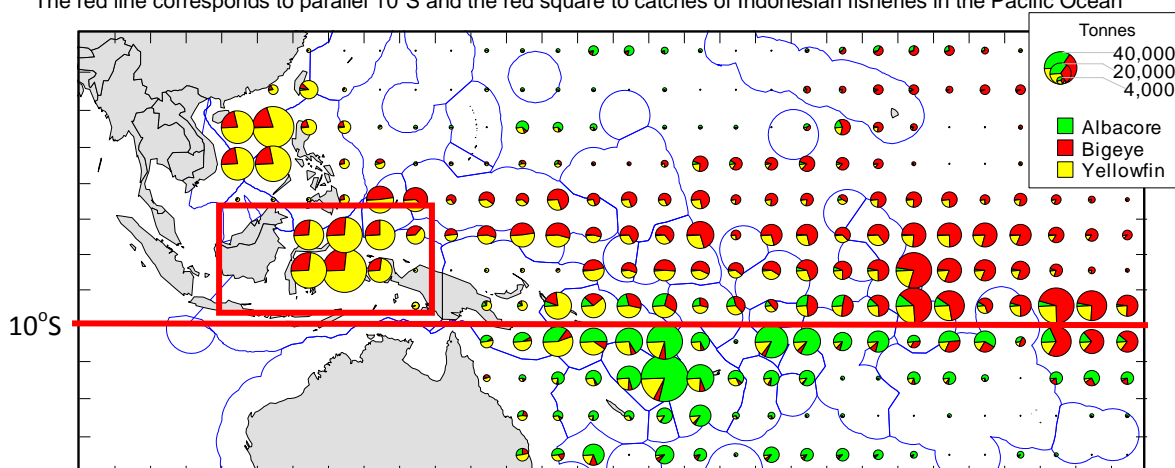 The red line corresponds to parallel 10°S and the red square to catches of Indonesian fisheries in the Pacific Ocean
Tonnes
40,000
20,000
4,000
Albacore
Bigeye
Yellowfin
10°S